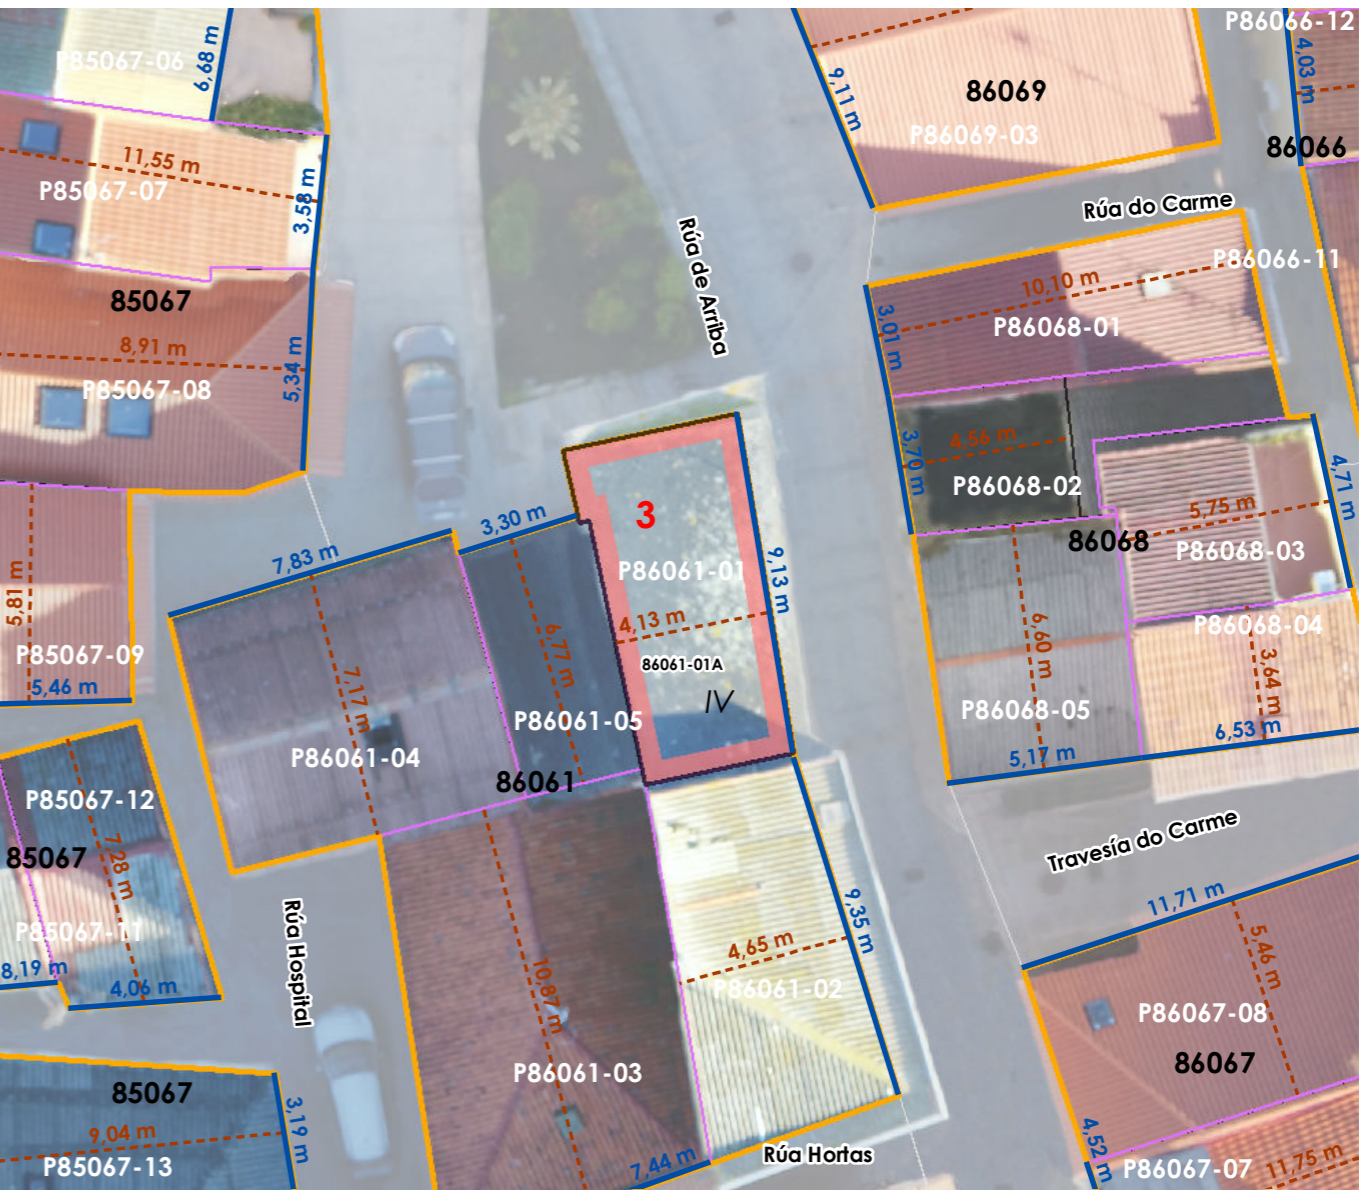 P86066-12
P85067-06
6,68 m
9,11 m
86069
4,03 m
P86069-03
86066
11,55 m
P85067-07
3,58 m
Rúa do Carme
Rúa de Arriba
P86066-11
85067
10,10 m
3,01 m
P86068-01
8,91 m
5,34 m
P85067-08
4,56 m
3,70 m
P86068-02
4,71 m
3,30 m
3
5,75 m
86068
P86068-03
7,83 m
P86061-01
9,13 m
5,81 m
4,13 m
P86068-04
6,77 m
6,60 m
P85067-09
86061-01A
3,64 m
5,46 m
7,17 m
IV
P86061-05
P86068-05
6,53 m
P86061-04
5,17 m
86061
P85067-12
Travesía do Carme
85067
7,28 m
11,71 m
9,35 m
P85067-11
Rúa Hospital
4,65 m
5,46 m
8,19 m
4,06 m
10,87 m
P86061-02
P86067-08
86067
P86061-03
85067
3,19 m
9,04 m
4,52 m
P85067-13
7,44 m
Rúa Hortas
P86067-07
11,75 m